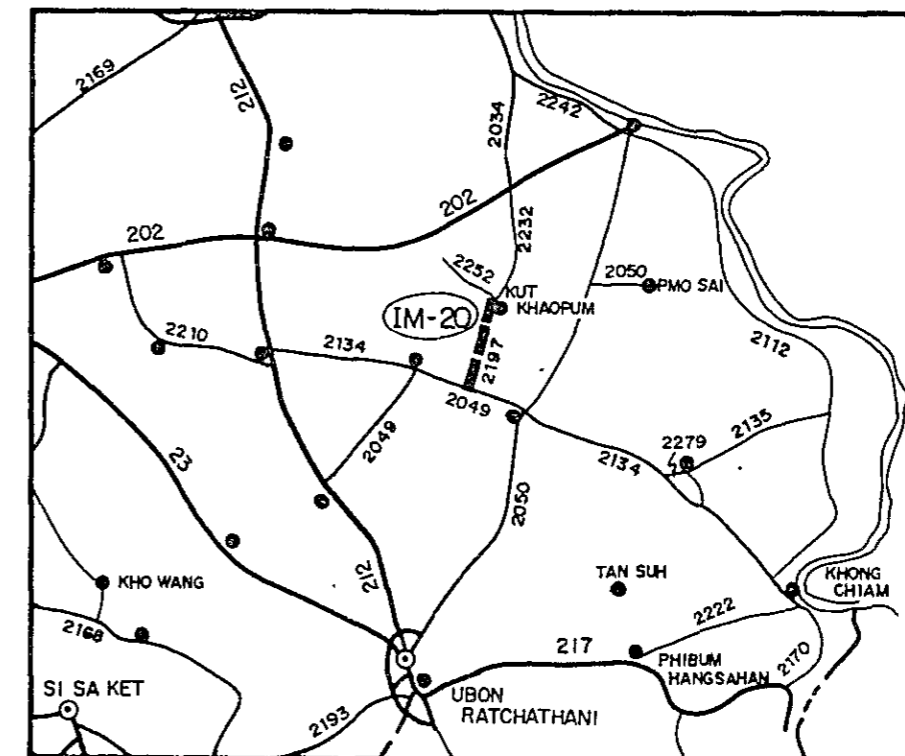 2169
212
2242
2034
202
202
2232
2252
2050
PMO SAI
KUT
KHAOPUM
IM-20
2197
2112
2210
2134
2049
2049
2279
2135
2134
23
2050
KHO WANG
TAN SUH
KHONG
CHIAM
212
2168
2222
217
PHIBUM
HANGSAHAN
2170
SI SA KET
UBON
RATCHATHANI
2193